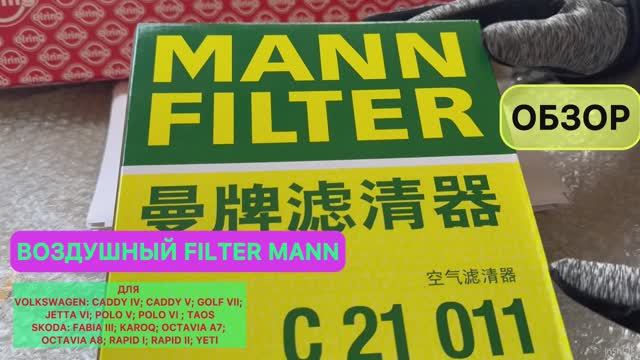 elring
MANN
FILTER
ОБЗОР
曼牌滤清器
ВОЗДУШНЫЙ FILTER MANN
空气滤清器
C 21 011
ДЛЯ
VOLKSWAGEN: CADDY IV; CADDY V; GOLF VII;
JETTA VI; POLO V; POLO VI ; TAOS
SKODA: FABIA III; KAROQ; OCTAVIA A7;
OCTAVIA A8; RAPID I; RAPID II; YETI
InShot